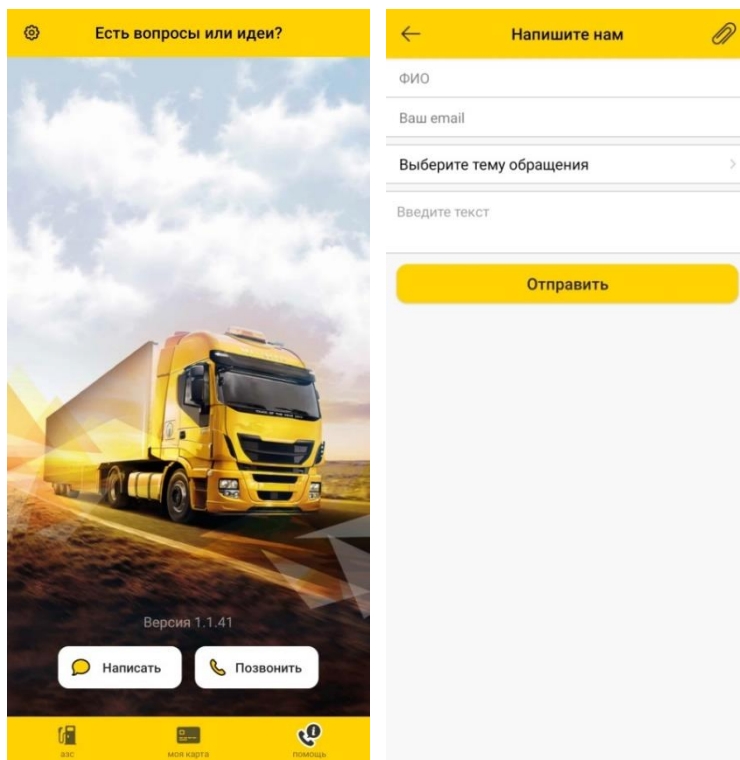 Есть вопросы или идеи?
Версия 1.1.41
Написать
Позвонить
азс
моя карта
помощь
Напишите нам
ФИО
Ваш email
Выберите тему обращения
Введите текст
Отправить